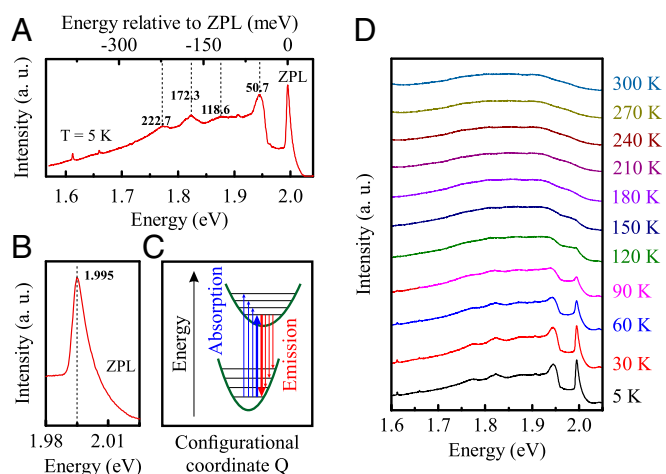 A
Energy relative to ZPL (meV)
-300 -150 0
Intensity (a. u.)
222.7 172.3 118.6 50.7 ZPL
T = 5 K
1.6 1.7 1.8 1.9 2.0
Energy (eV)
B
Intensity (a. u.)
1.995
ZPL
1.98 2.01
Energy (eV)
C
Energy
Absorption
Emission
Configurational
coordinate Q
D
Intensity (a. u.)
300 K
270 K
240 K
210 K
180 K
150 K
120 K
90 K
60 K
30 K
5 K
1.6 1.7 1.8 1.9 2.0
Energy (eV)